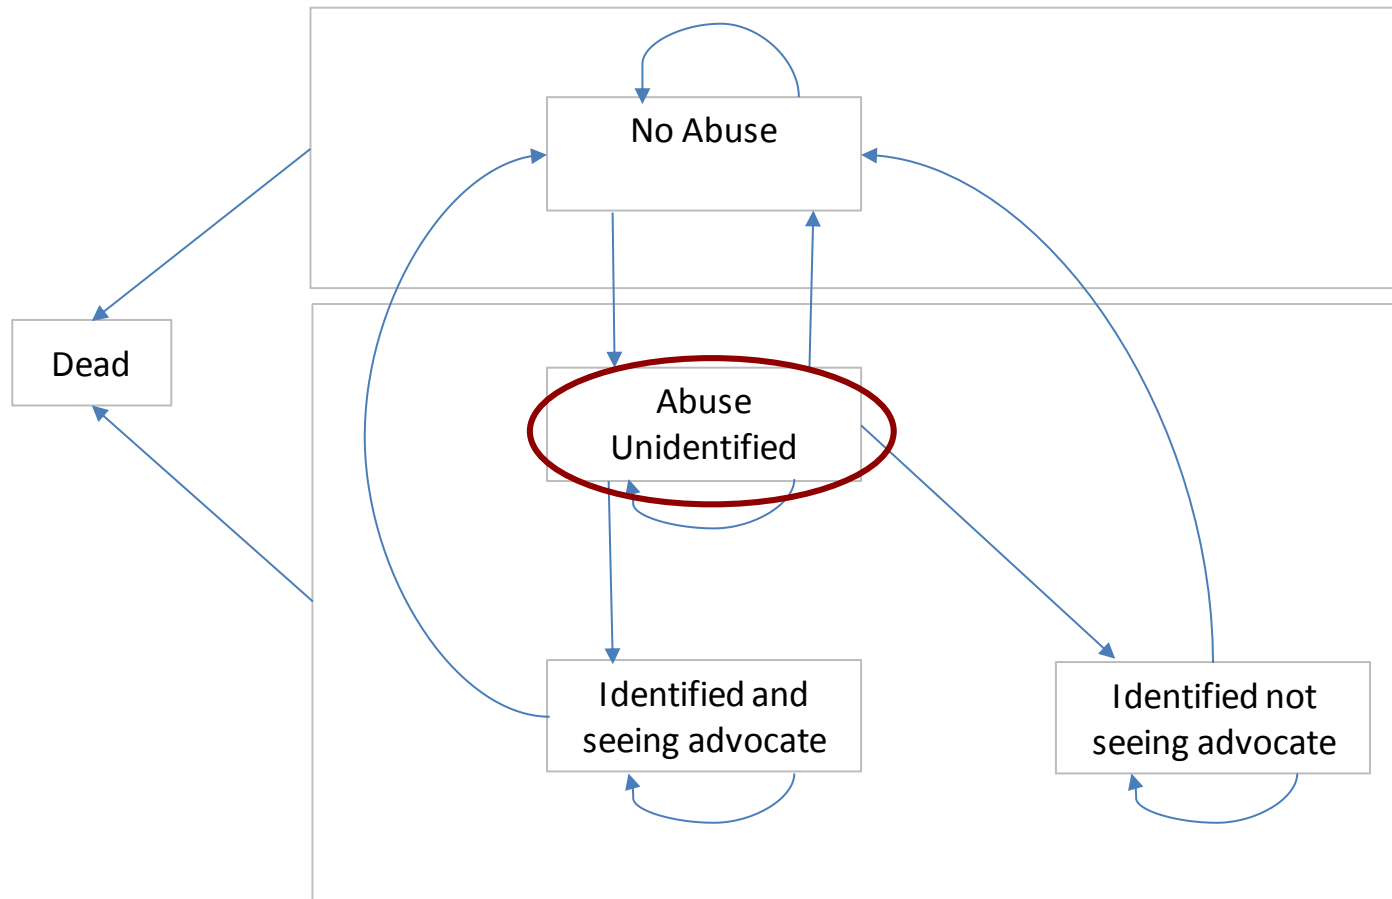 No Abuse
Dead
Abuse
Unidentified
Identified and
seeing advocate
Identified not
seeing advocate